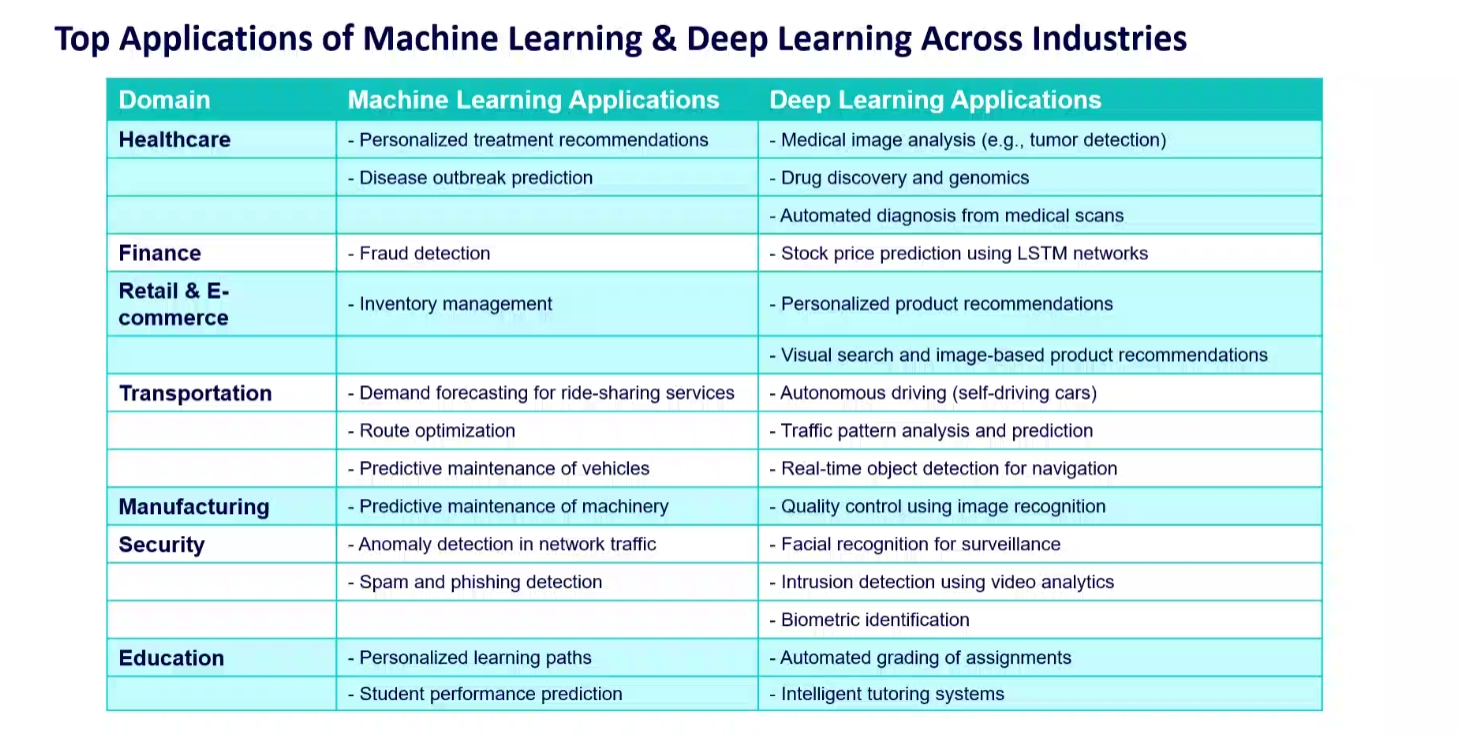 Top Applications of Machine Learning & Deep Learning Across Industries
Domain Machine Learning Applications Deep Learning Applications
Healthcare - Personalized treatment recommendations - Medical image analysis (e.g., tumor detection)
- Disease outbreak prediction - Drug discovery and genomics
- Automated diagnosis from medical scans
Finance - Fraud detection - Stock price prediction using LSTM networks
Retail & E-
commerce - Inventory management - Personalized product recommendations
- Visual search and image-based product recommendations
Transportation - Demand forecasting for ride-sharing services - Autonomous driving (self-driving cars)
- Route optimization - Traffic pattern analysis and prediction
- Predictive maintenance of vehicles - Real-time object detection for navigation
Manufacturing - Predictive maintenance of machinery - Quality control using image recognition
Security - Anomaly detection in network traffic - Facial recognition for surveillance
- Spam and phishing detection - Intrusion detection using video analytics
- Biometric identification
Education - Personalized learning paths - Automated grading of assignments
- Student performance prediction - Intelligent tutoring systems